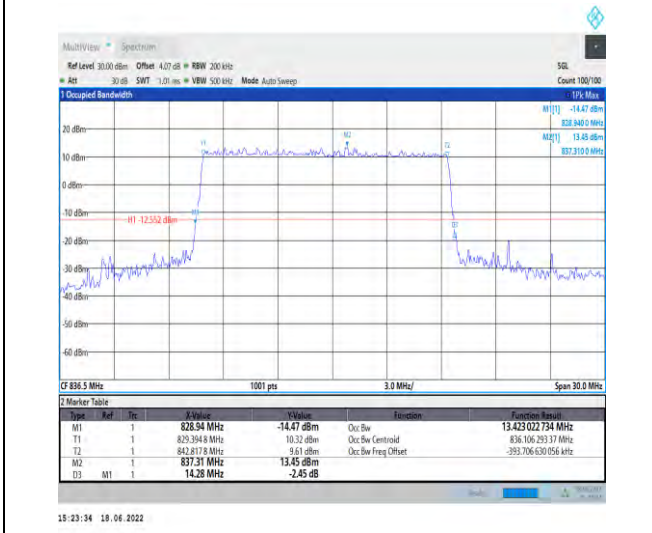 MultiView Spectrum
Ref Level 30.00 dBm Offset 4.07 dB RBW 200 kHz SGL
Att 30 dB SWT 1.01 ms VBW 500 kHz Mode Auto Sweep Count 100/100
1 Occupied Bandwidth 1Pk Max
M1[1] -14.47 dBm
828.940 0 MHz
M2[1] 13.45 dBm
837.310 0 MHz
20 dBm
M2
T1
T2
10 dBm
0 dBm
-10 dBm
H1 -12.552 dBm
M1
D3
-20 dBm
-30 dBm
-40 dBm
-50 dBm
-60 dBm
CF 836.5 MHz 1001 pts 3.0 MHz/ Span 30.0 MHz
2 Marker Table
Type Ref Trc X-Value Y-Value Function Function Result
M1 1 828.94 MHz -14.47 dBm Occ Bw 13.423 022 734 MHz
T1 1 829.394 8 MHz 10.32 dBm Occ Bw Centroid 836.106 293 37 MHz
T2 1 842.817 8 MHz 9.61 dBm Occ Bw Freq Offset -393.706 630 056 kHz
M2 1 837.31 MHz 13.45 dBm
D3 M1 1 14.28 MHz -2.45 dB
Ready
15:23:34 18.06.2022